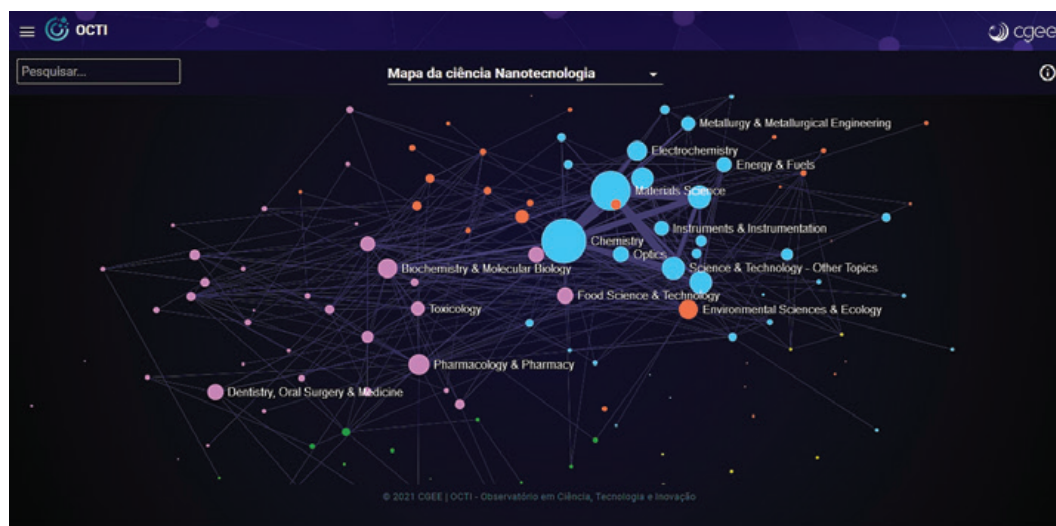 OCTI
cgee
Pesquisar...
Mapa da ciência Nanotecnologia
Metallurgy & Metallurgical Engineering
Electrochemistry
Energy & Fuels
Materials Science
Instruments & Instrumentation
Chemistry
Optics
Biochemistry & Molecular Biology
Science & Technology - Other Topics
Food Science & Technology
Toxicology
Environmental Sciences & Ecology
Pharmacology & Pharmacy
Dentistry, Oral Surgery & Medicine
© 2021 CGEE | OCTI - Observatório em Ciência, Tecnologia e Inovação